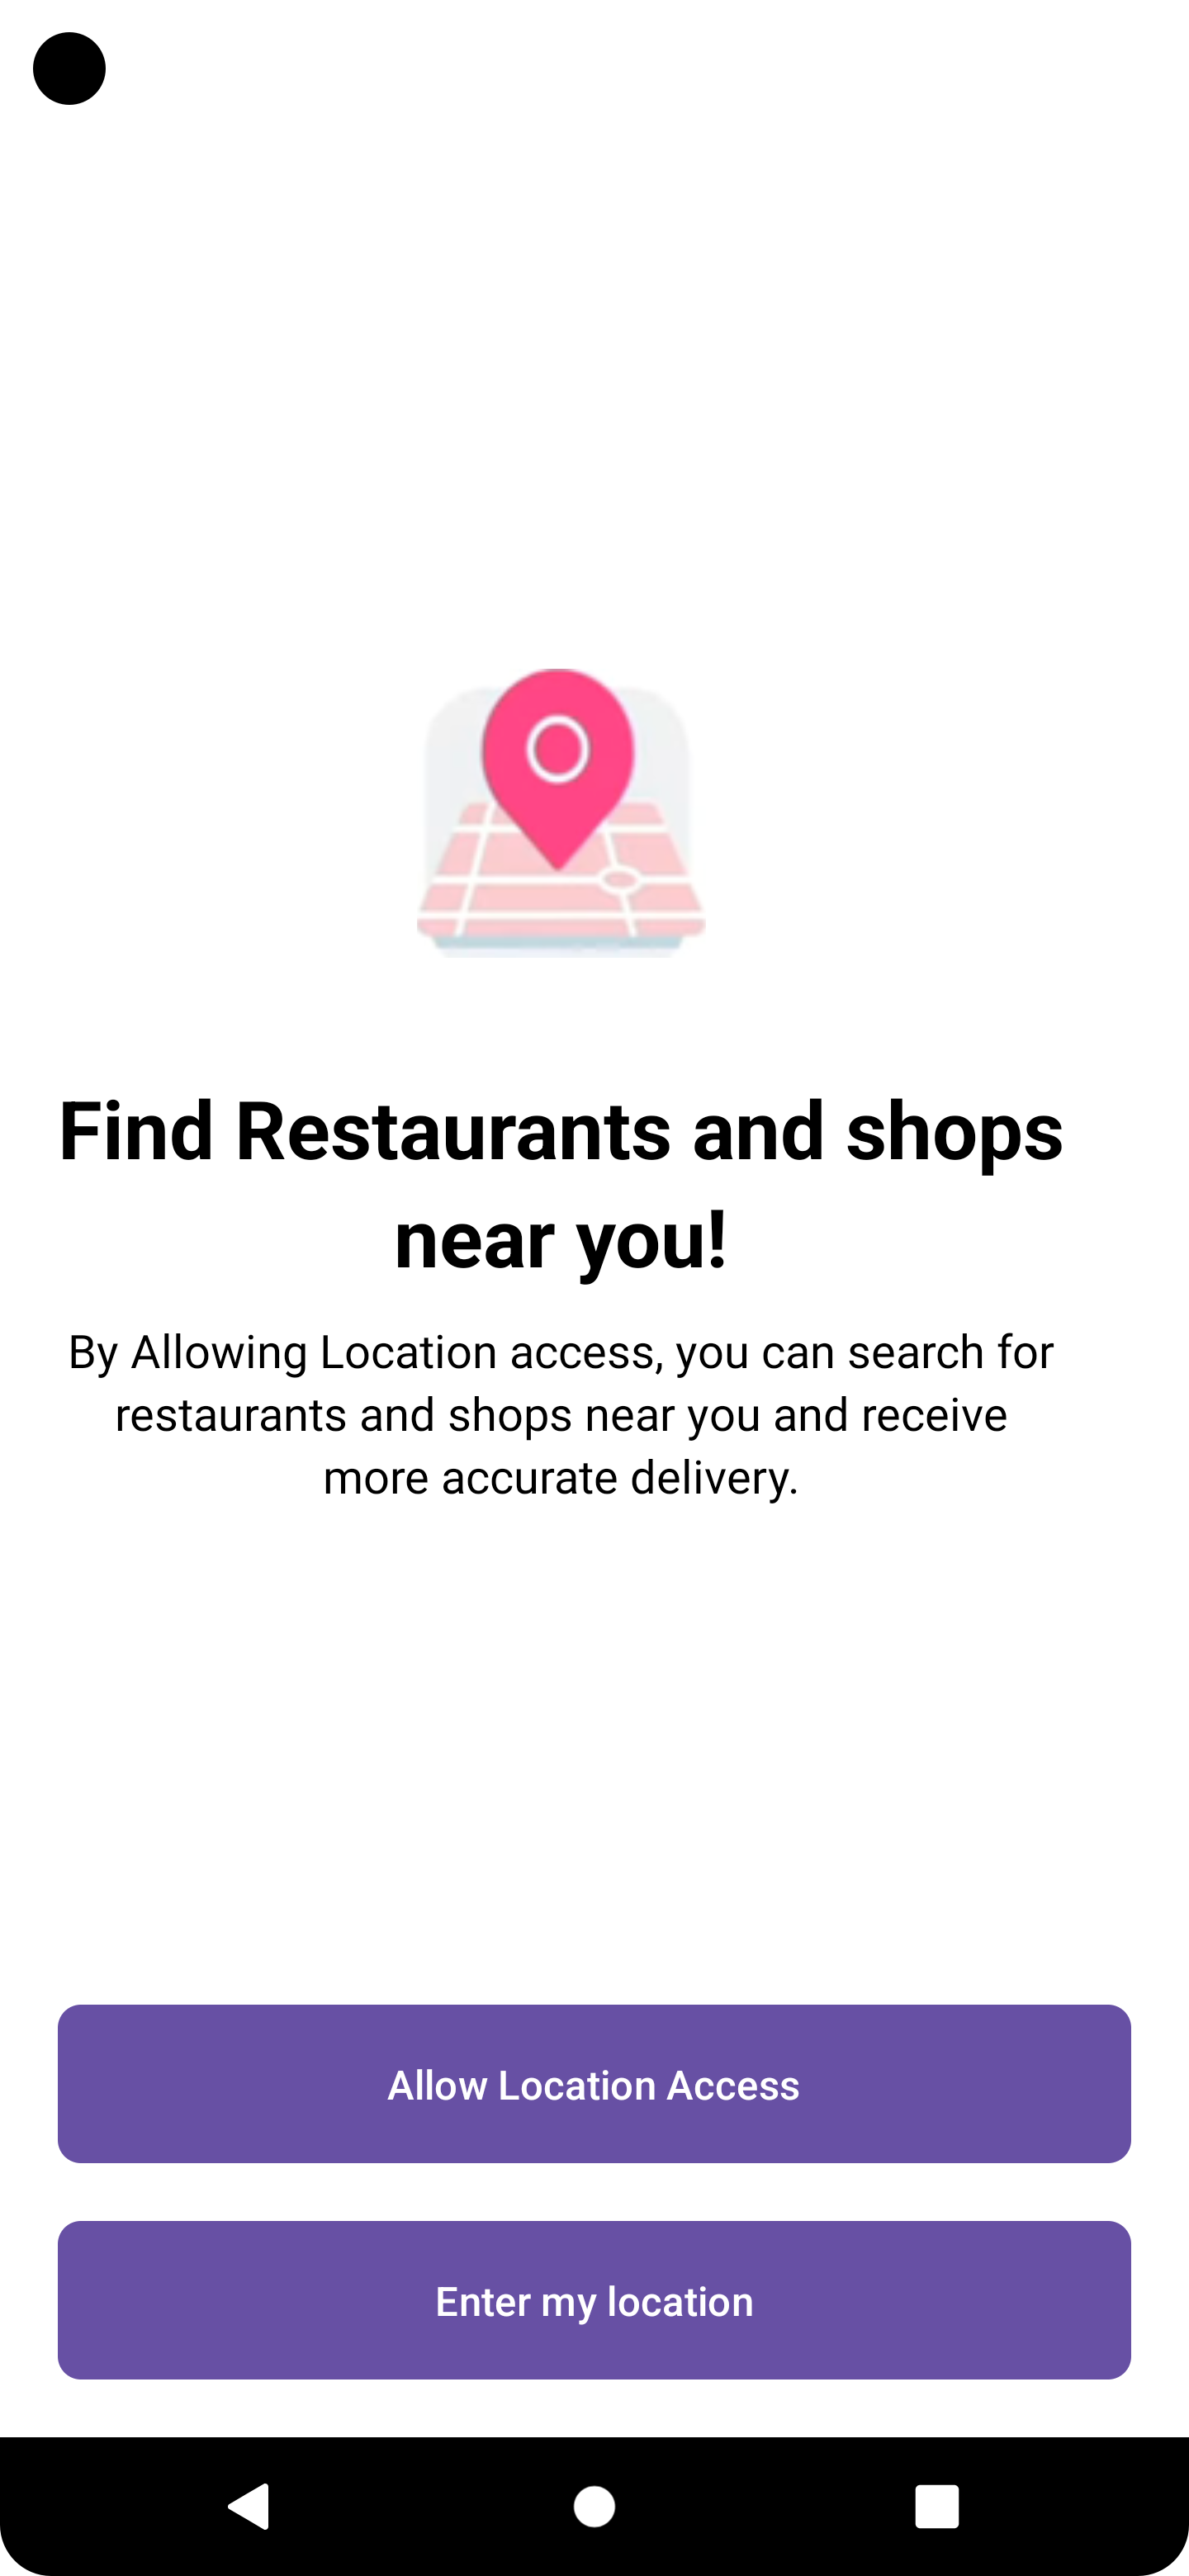 Find Restaurants and shops
near you!
By Allowing Location access, you can search for
restaurants and shops near you and receive
more accurate delivery.
Allow Location Access
Enter my location